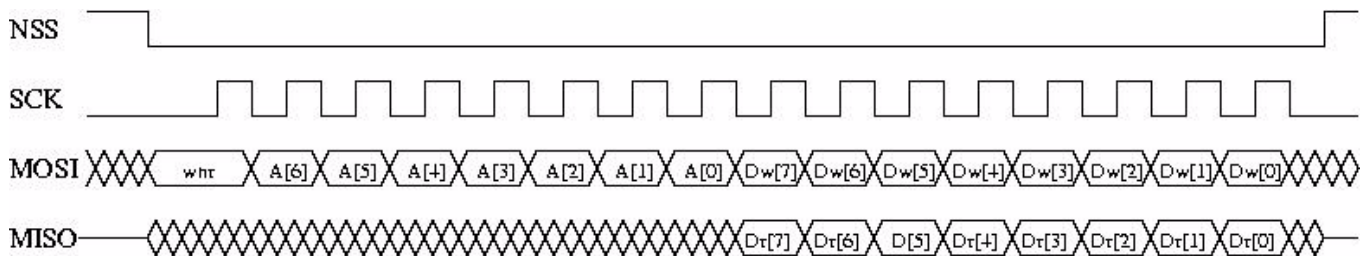 NSS
SCK
MOSI whr A[6] A[5] A[4] A[3] A[2] A[1] A[0] Dw[7] Dw[6] Dw[5] Dw[4] Dw[3] Dw[2] Dw[1] Dw[0]
MISO Dr[7] Dr[6] D[5] Dr[4] Dr[3] Dr[2] Dr[1] Dr[0]